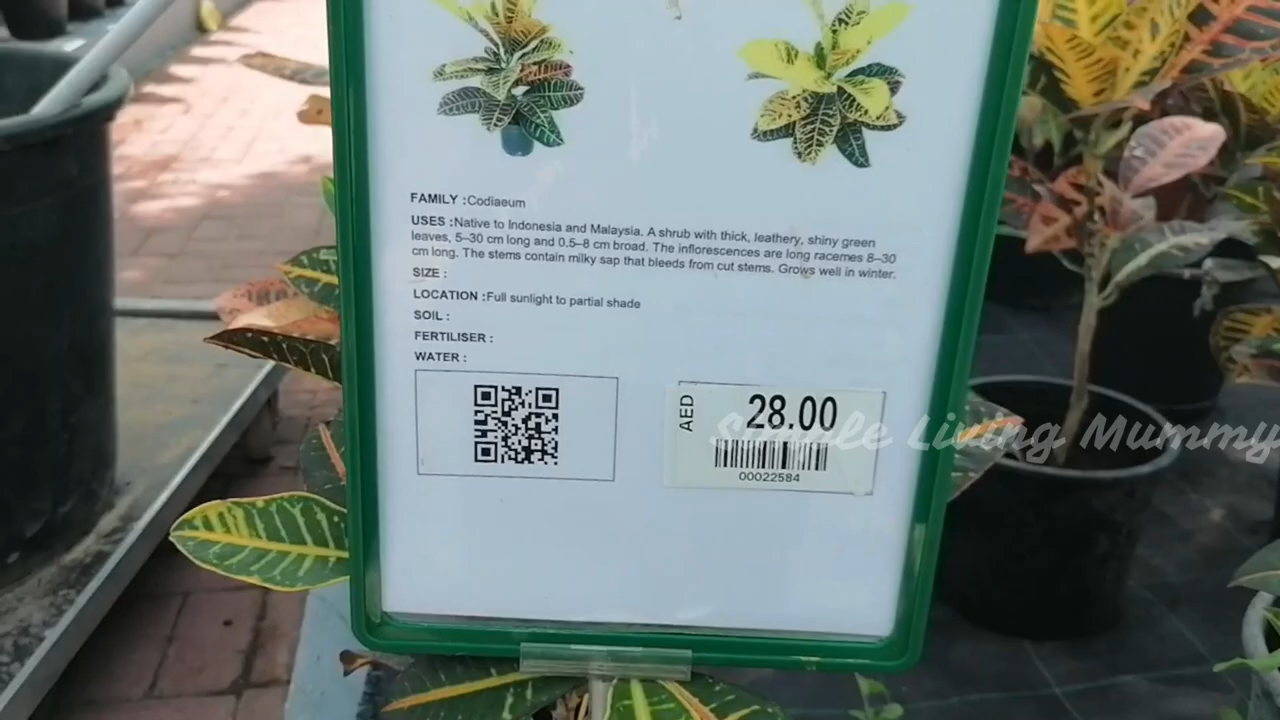 FAMILY :Codiaeum
USES :Native to Indonesia and Malaysia. A shrub with thick, leathery, shiny green
leaves, 5–30 cm long and 0.5–8 cm broad. The inflorescences are long racemes 8–30
cm long. The stems contain milky sap that bleeds from cut stems. Grows well in winter.
SIZE :
LOCATION :Full sunlight to partial shade
SOIL :
FERTILISER :
WATER :
AED
28.00
00022584
Simple Living Mummy